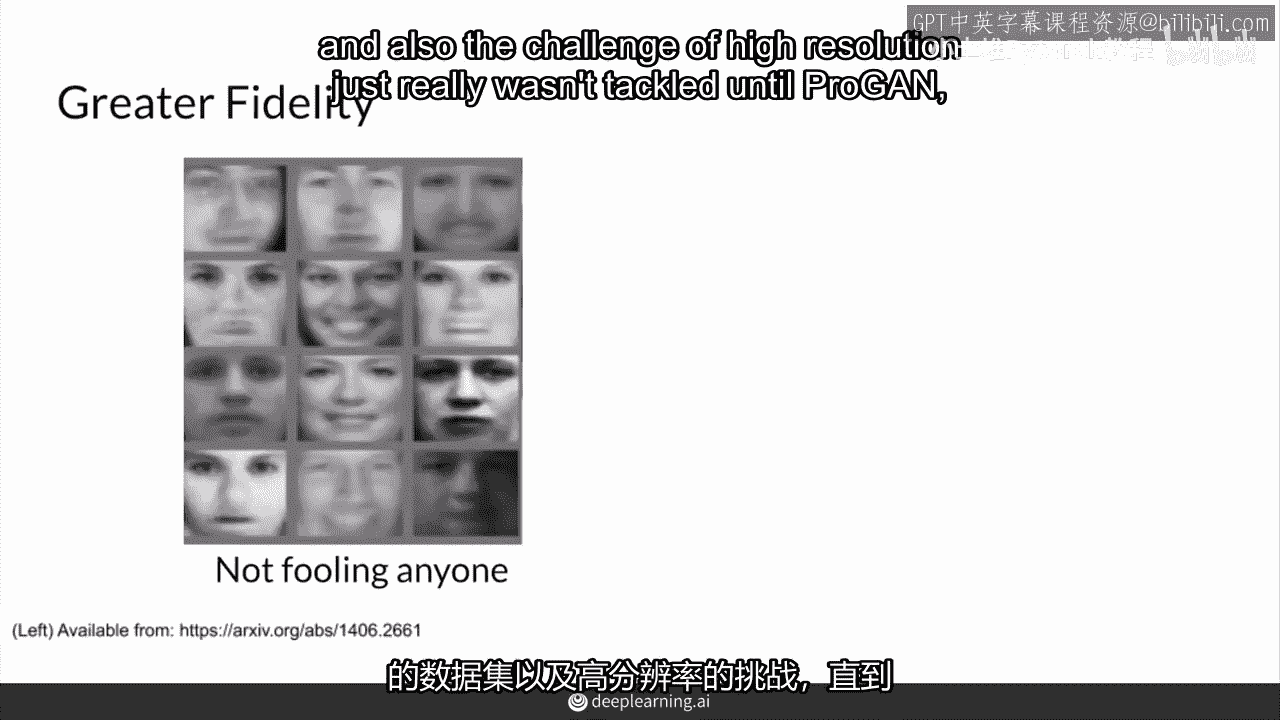 GPT中英字幕课程资源@bilibili.com
and also the challenge of high resolution
just really wasn't tackled until ProGAN,
Greater Fidelity
Not fooling anyone
(Left) Available from: https://arxiv.org/abs/1406.2661
的数据集以及高分辨率的挑战，直到
deeplearning.ai